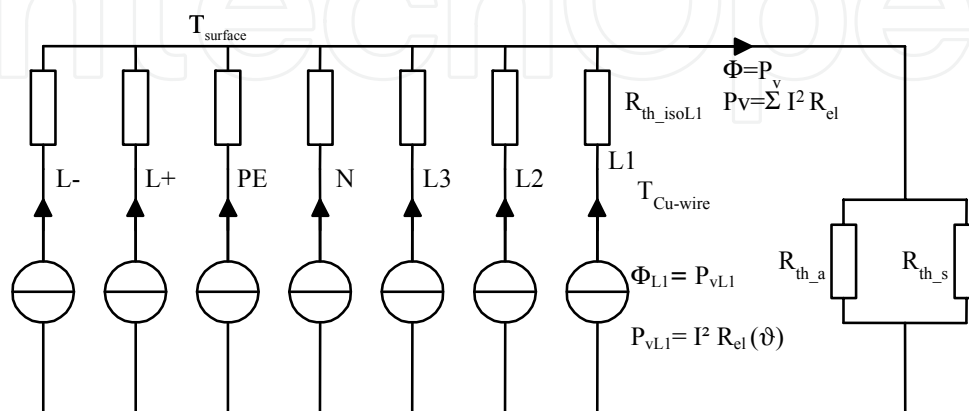 IntechOpe
T_surface
Φ=P_v
Pv=Σ I² R_el
R_th_isoL1
L-
L+
PE
N
L3
L2
L1
T_Cu-wire
R_th_a
R_th_s
Φ_L1 = P_vL1
P_vL1 = I² R_el (ϑ)